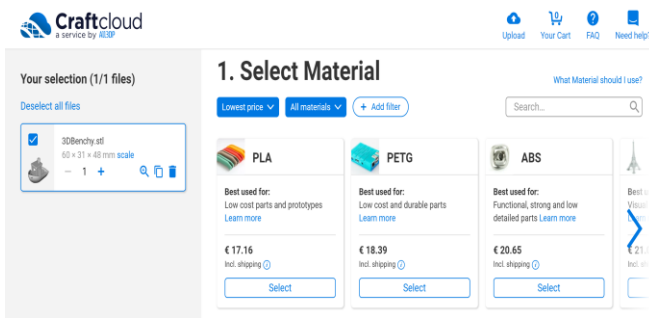 Craftcloud
a service by All3DP
Upload
Your Cart
FAQ
Need help?
Your selection (1/1 files)
Deselect all files
3DBenchy.stl
60 × 31 × 48 mm scale
− 1 +
1. Select Material
What Material should I use?
Lowest price
All materials
+ Add filter
Search...
PLA
Best used for:
Low cost parts and prototypes
Learn more
€ 17.16
Incl. shipping
Select
PETG
Best used for:
Low cost and durable parts
Learn more
€ 18.39
Incl. shipping
Select
ABS
Best used for:
Functional, strong and low
detailed parts Learn more
€ 20.65
Incl. shipping
Select